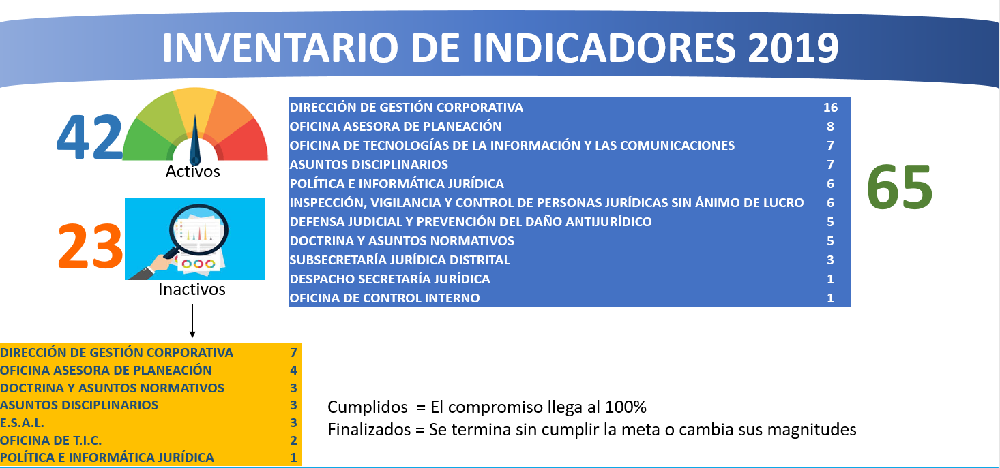 INVENTARIO DE INDICADORES 2019
42
Activos
23
Inactivos
DIRECCIÓN DE GESTIÓN CORPORATIVA 16
OFICINA ASESORA DE PLANEACIÓN 8
OFICINA DE TECNOLOGÍAS DE LA INFORMACIÓN Y LAS COMUNICACIONES 7
ASUNTOS DISCIPLINARIOS 7
POLÍTICA E INFORMÁTICA JURÍDICA 6
INSPECCIÓN, VIGILANCIA Y CONTROL DE PERSONAS JURÍDICAS SIN ÁNIMO DE LUCRO 6
DEFENSA JUDICIAL Y PREVENCIÓN DEL DAÑO ANTIJURÍDICO 5
DOCTRINA Y ASUNTOS NORMATIVOS 5
SUBSECRETARÍA JURÍDICA DISTRITAL 3
DESPACHO SECRETARÍA JURÍDICA 1
OFICINA DE CONTROL INTERNO 1
65
DIRECCIÓN DE GESTIÓN CORPORATIVA 7
OFICINA ASESORA DE PLANEACIÓN 4
DOCTRINA Y ASUNTOS NORMATIVOS 3
ASUNTOS DISCIPLINARIOS 3
E.S.A.L. 3
OFICINA DE T.I.C. 2
POLÍTICA E INFORMÁTICA JURÍDICA 1
Cumplidos = El compromiso llega al 100%
Finalizados = Se termina sin cumplir la meta o cambia sus magnitudes